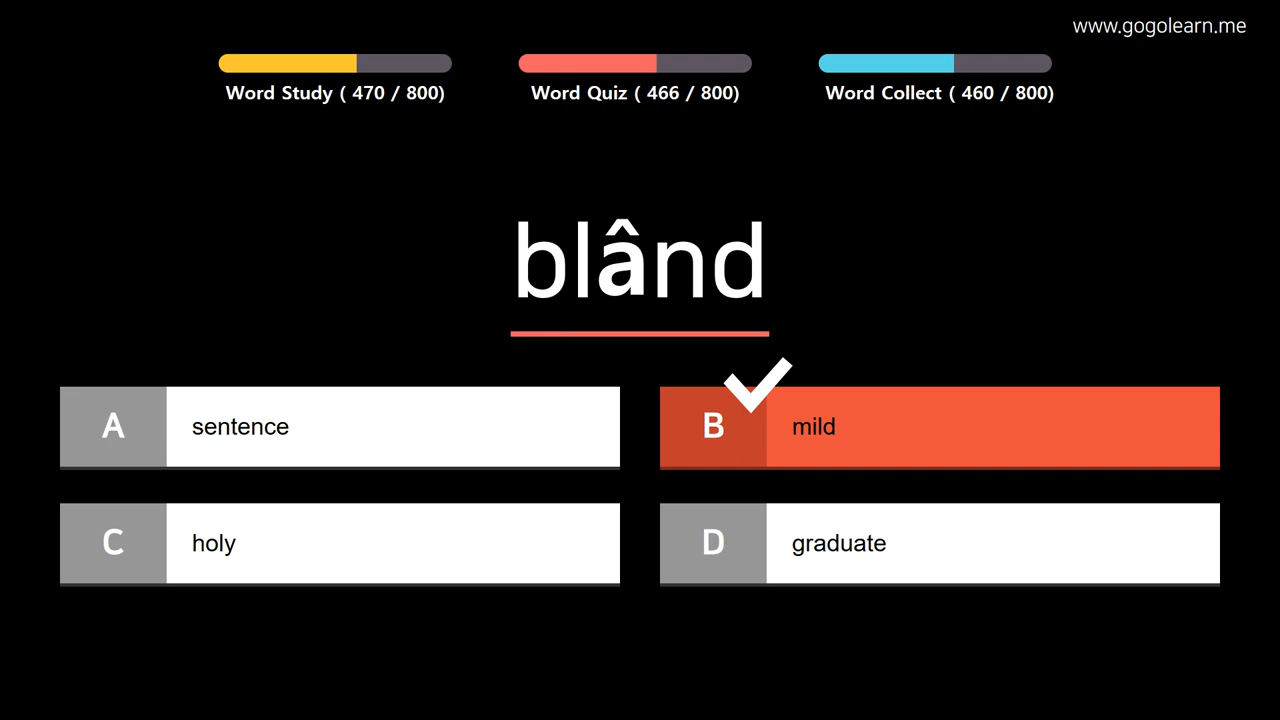 www.gogolearn.me
Word Study ( 470 / 800)
Word Quiz ( 466 / 800)
Word Collect ( 460 / 800)
blând
A sentence
B mild
C holy
D graduate